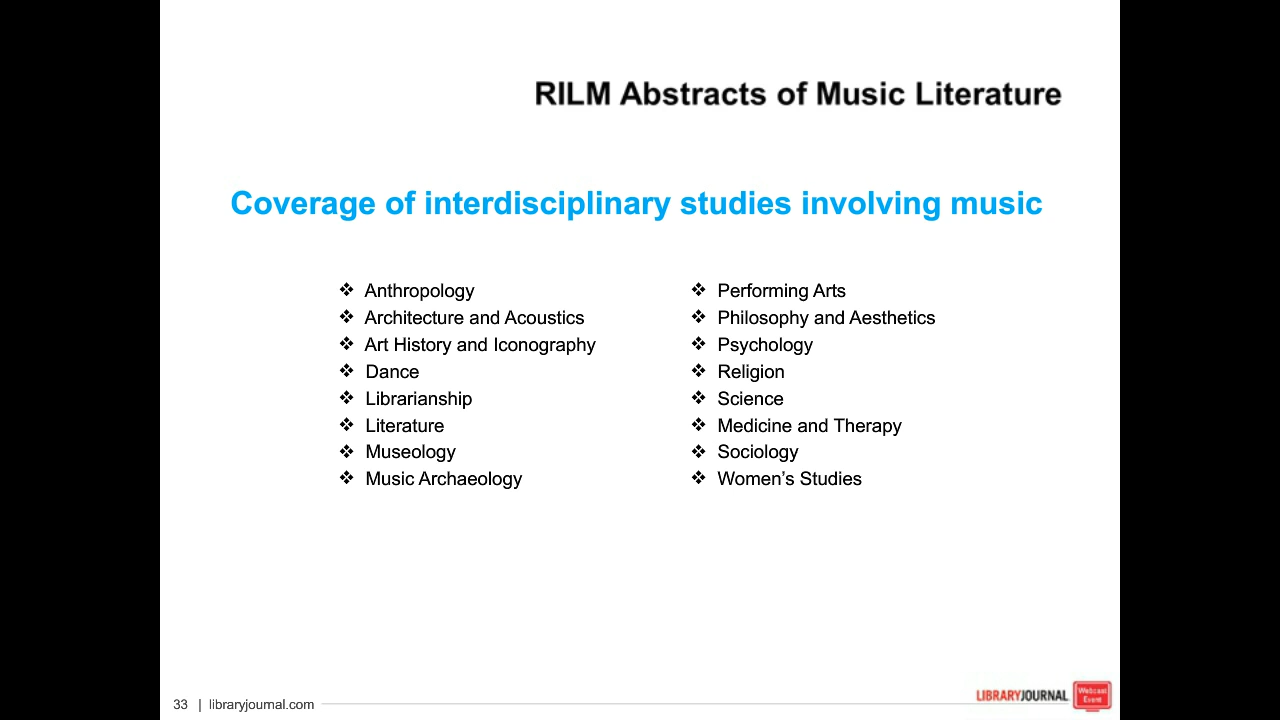 RILM Abstracts of Music Literature
Coverage of interdisciplinary studies involving music
❖ Anthropology
❖ Architecture and Acoustics
❖ Art History and Iconography
❖ Dance
❖ Librarianship
❖ Literature
❖ Museology
❖ Music Archaeology
❖ Performing Arts
❖ Philosophy and Aesthetics
❖ Psychology
❖ Religion
❖ Science
❖ Medicine and Therapy
❖ Sociology
❖ Women’s Studies
33 | libraryjournal.com
LIBRARYJOURNAL
Webcast
Event